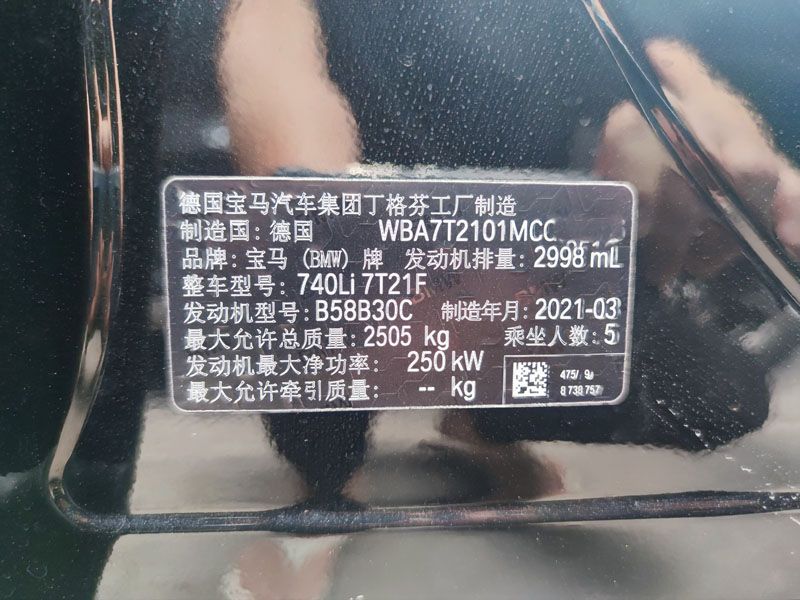 德国宝马汽车集团丁格芬工厂制造
制造国：德国 WBA7T2101MCC
品牌：宝马（BMW）牌 发动机排量：2998 mL
整车型号：740Li 7T21F
发动机型号：B58B30C 制造年月：2021-03
最大允许总质量：2505 kg 乘坐人数：5
发动机最大净功率：250 kW
最大允许牵引质量：-- kg
8 738 757